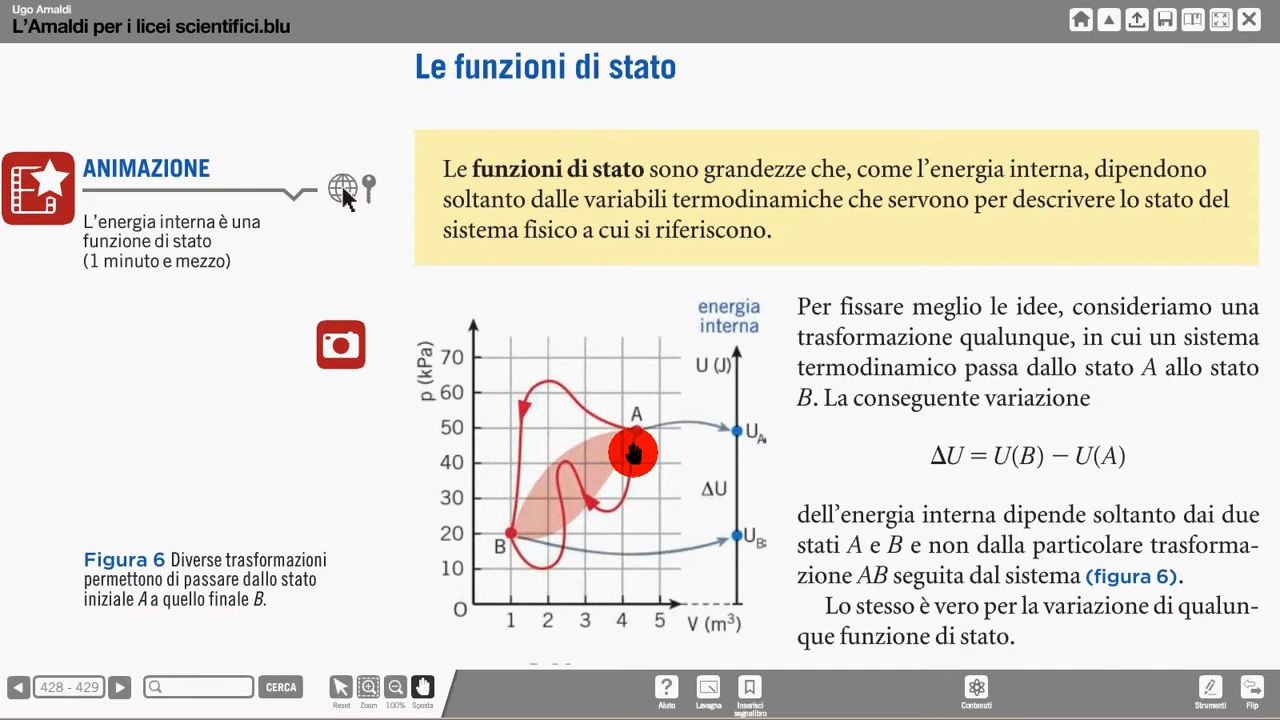 Ugo Amaldi
L'Amaldi per i licei scientifici.blu
Le funzioni di stato
ANIMAZIONE
L'energia interna è una
funzione di stato
(1 minuto e mezzo)
Le funzioni di stato sono grandezze che, come l'energia interna, dipendono
soltanto dalle variabili termodinamiche che servono per descrivere lo stato del
sistema fisico a cui si riferiscono.
energia
interna
p (kPa)
U (J)
70
60
50
40
30
20
10
O
1 2 3 4 5 V (m³)
A
B
U_A
ΔU
U_B
Figura 6 Diverse trasformazioni
permettono di passare dallo stato
iniziale A a quello finale B.
Per fissare meglio le idee, consideriamo una
trasformazione qualunque, in cui un sistema
termodinamico passa dallo stato A allo stato
B. La conseguente variazione
ΔU = U(B) − U(A)
dell'energia interna dipende soltanto dai due
stati A e B e non dalla particolare trasforma-
zione AB seguita dal sistema (figura 6).
Lo stesso è vero per la variazione di qualun-
que funzione di stato.
428 - 429
CERCA
Reset
Zoom
100%
Sposta
Aiuto
Lavagna
Inserisci
segnalibro
Contenuti
Strumenti
Flip